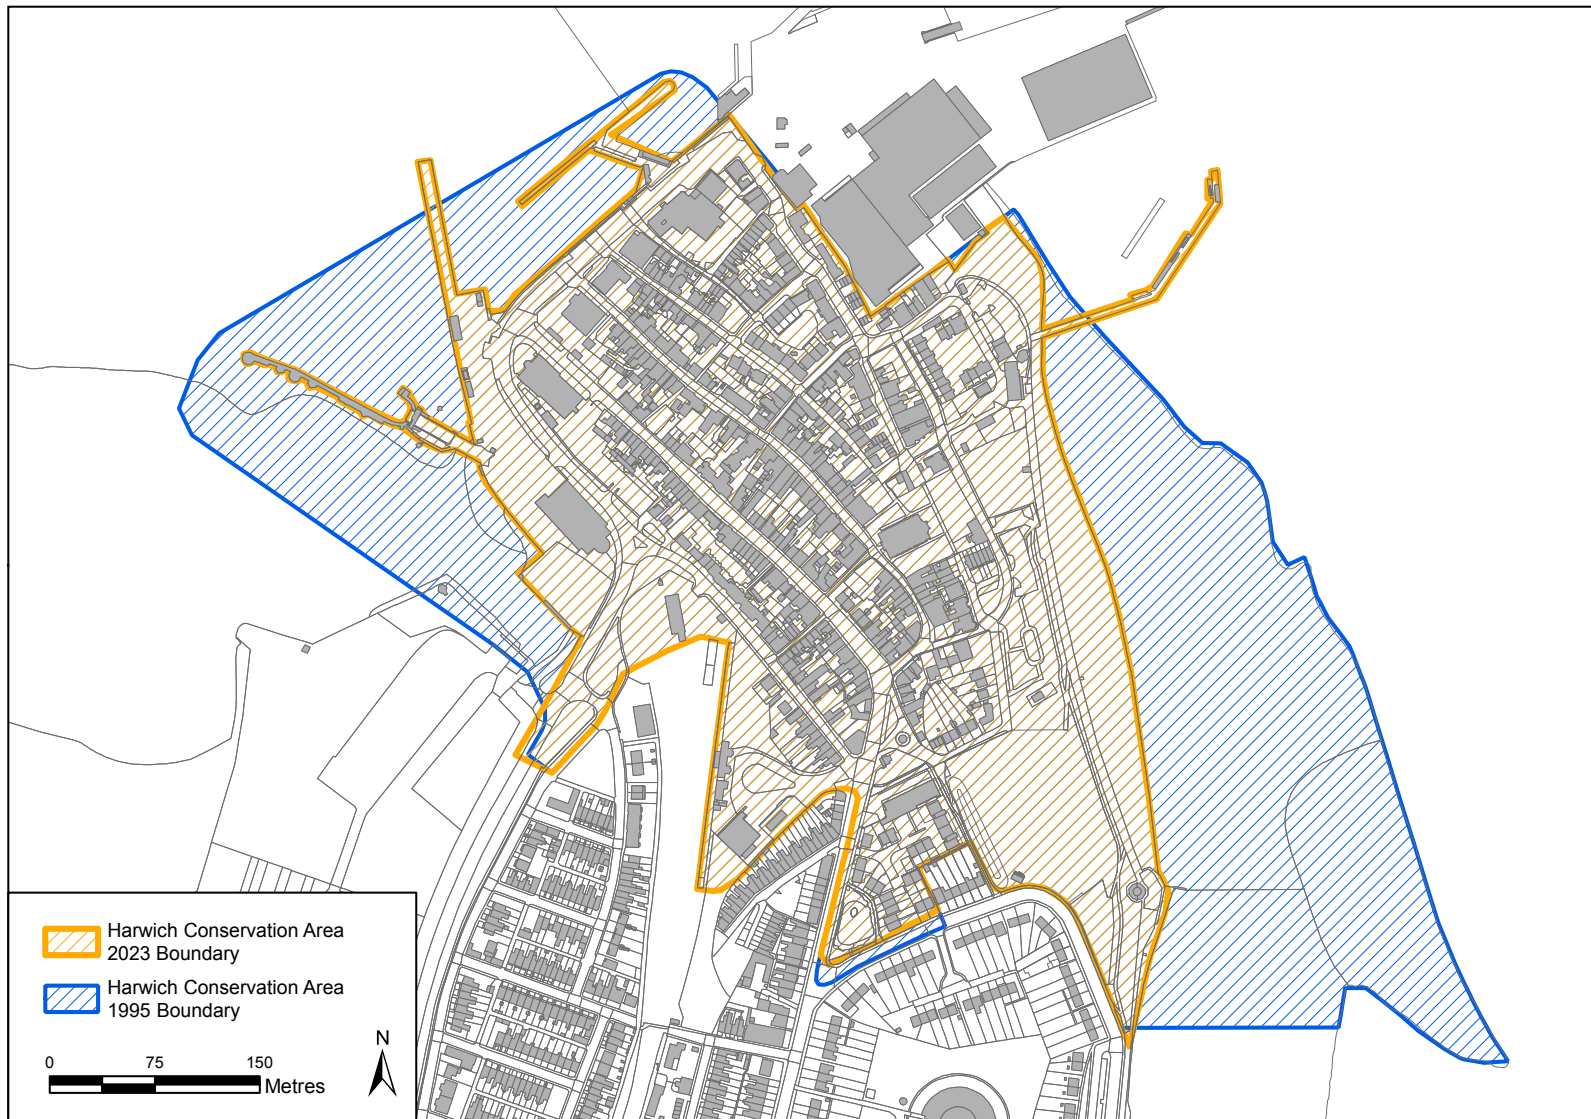 Harwich Conservation Area
2023 Boundary
Harwich Conservation Area
1995 Boundary
N
0 75 150
Metres